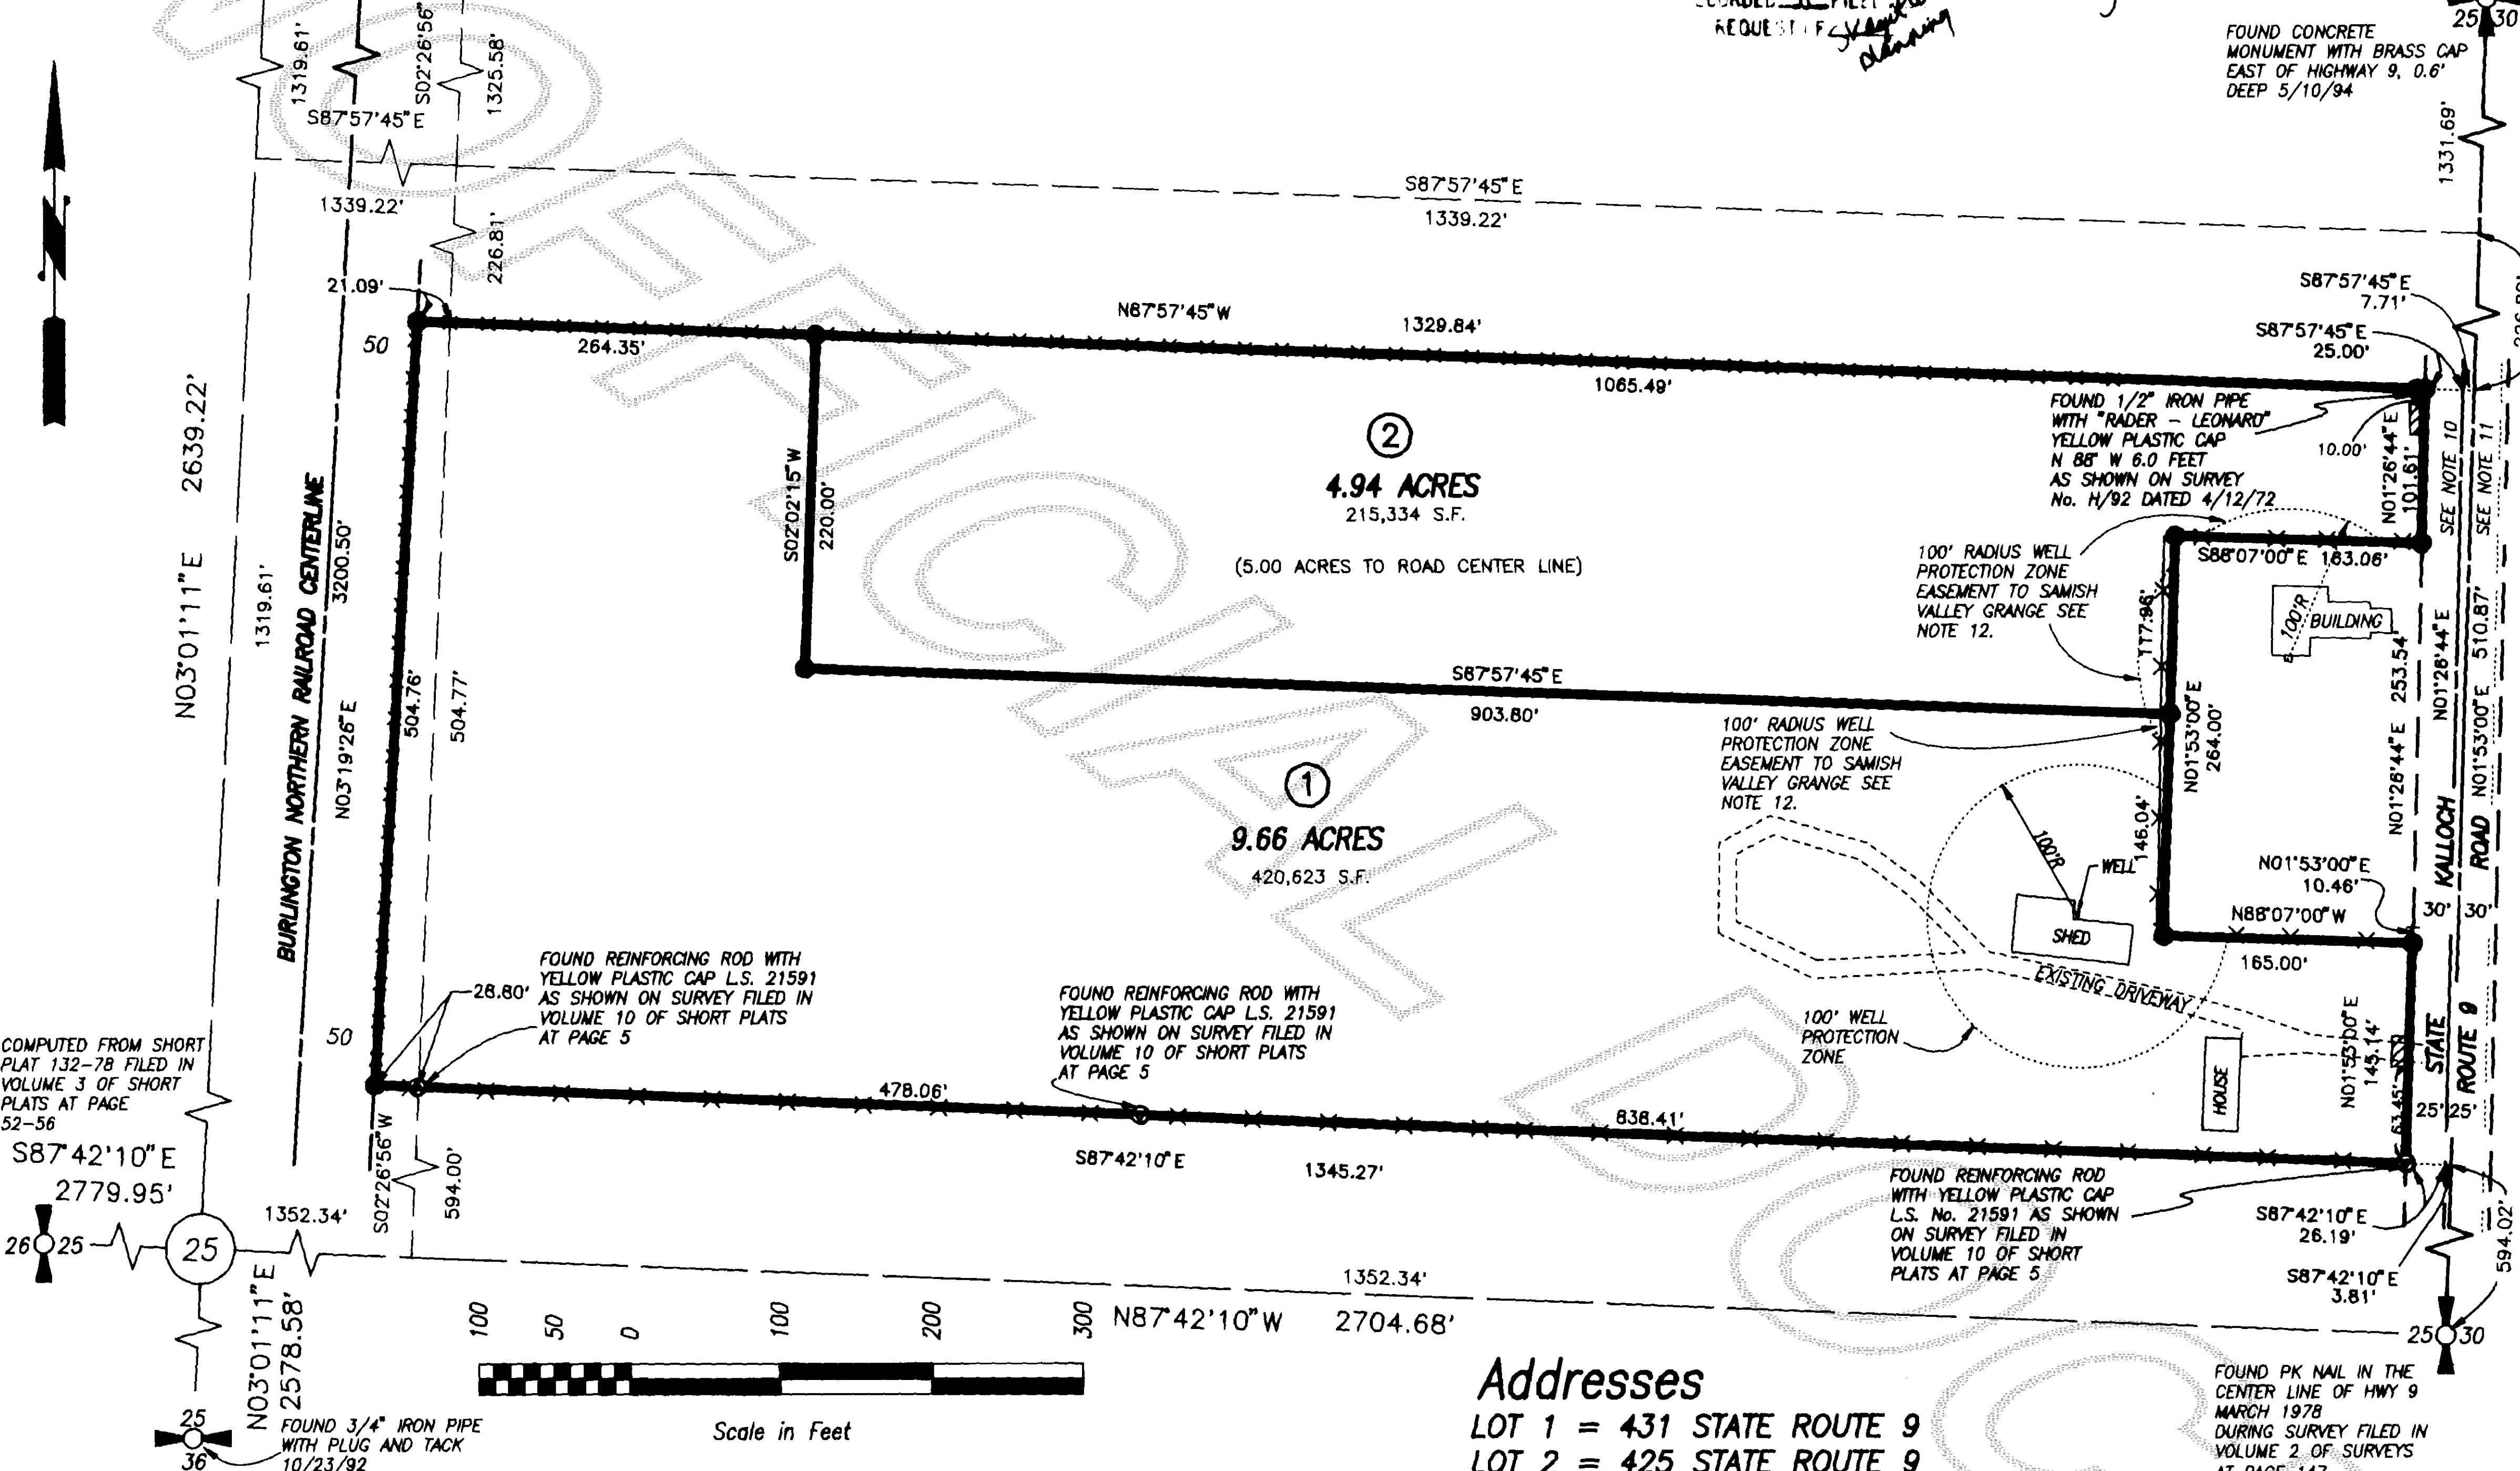 REQUEST OF Skagit
planning
25 30
FOUND CONCRETE
MONUMENT WITH BRASS CAP
EAST OF HIGHWAY 9, 0.6'
DEEP 5/10/94
1331.69'
1319.61'
S02°26'56"
1325.58'
S87°57'45" E
1339.22'
226.81'
S87°57'45" E
1339.22'
21.09'
50
264.35'
N87°57'45" W
1329.84'
1065.49'
S87°57'45" E
7.71'
S87°57'45" E
25.00'
FOUND 1/2" IRON PIPE
WITH "RADER - LEONARD"
YELLOW PLASTIC CAP
N 88° W 6.0 FEET
AS SHOWN ON SURVEY
No. H/92 DATED 4/12/72
10.00'
N01°26'44" E
101.61'
SEE NOTE 10
SEE NOTE 11
N03°01'11" E 2639.22'
1319.61'
BURLINGTON NORTHERN RAILROAD CENTERLINE
3200.50'
N03°19'26" E
504.76'
504.77'
S02°02'15" W
220.00'
2
4.94 ACRES
215,334 S.F.
(5.00 ACRES TO ROAD CENTER LINE)
100' RADIUS WELL
PROTECTION ZONE
EASEMENT TO SAMISH
VALLEY GRANGE SEE
NOTE 12.
S88°07'00" E 163.06'
117.96'
100'R
BUILDING
N01°26'44" E 253.54'
N01°26'44" E
N01°53'00" E 510.87'
S87°57'45" E
903.80'
100' RADIUS WELL
PROTECTION ZONE
EASEMENT TO SAMISH
VALLEY GRANGE SEE
NOTE 12.
N01°53'00" E
264.00'
146.04'
1
9.66 ACRES
420,623 S.F.
100'R
WELL
SHED
N01°53'00" E
10.46'
N88°07'00" W
165.00'
30' 30'
KALLOCH ROAD
STATE ROUTE 9
EXISTING DRIVEWAY
100' WELL
PROTECTION
ZONE
HOUSE
N01°53'00" E
145.14'
63.45'
25' 25'
50
28.80'
FOUND REINFORCING ROD WITH
YELLOW PLASTIC CAP L.S. 21591
AS SHOWN ON SURVEY FILED IN
VOLUME 10 OF SHORT PLATS
AT PAGE 5
FOUND REINFORCING ROD WITH
YELLOW PLASTIC CAP L.S. 21591
AS SHOWN ON SURVEY FILED IN
VOLUME 10 OF SHORT PLATS
AT PAGE 5
478.06'
838.41'
S87°42'10" E
1345.27'
COMPUTED FROM SHORT
PLAT 132-78 FILED IN
VOLUME 3 OF SHORT
PLATS AT PAGE
52-56
S87°42'10" E
2779.95'
26 25
25
1352.34'
S02°26'56" W
594.00'
FOUND REINFORCING ROD
WITH YELLOW PLASTIC CAP
L.S. No. 21591 AS SHOWN
ON SURVEY FILED IN
VOLUME 10 OF SHORT
PLATS AT PAGE 5
S87°42'10" E
26.19'
S87°42'10" E
3.81'
594.02'
1352.34'
N87°42'10" W 2704.68'
25 30
N03°01'11" E
2578.58'
100 50 0 100 200 300
Scale in Feet
25
36
FOUND 3/4" IRON PIPE
WITH PLUG AND TACK
10/23/92
Addresses
LOT 1 = 431 STATE ROUTE 9
LOT 2 = 425 STATE ROUTE 9
FOUND PK NAIL IN THE
CENTER LINE OF HWY 9
MARCH 1978
DURING SURVEY FILED IN
VOLUME 2 OF SURVEYS
AT PAGE 147
UNOFFICIAL DOC